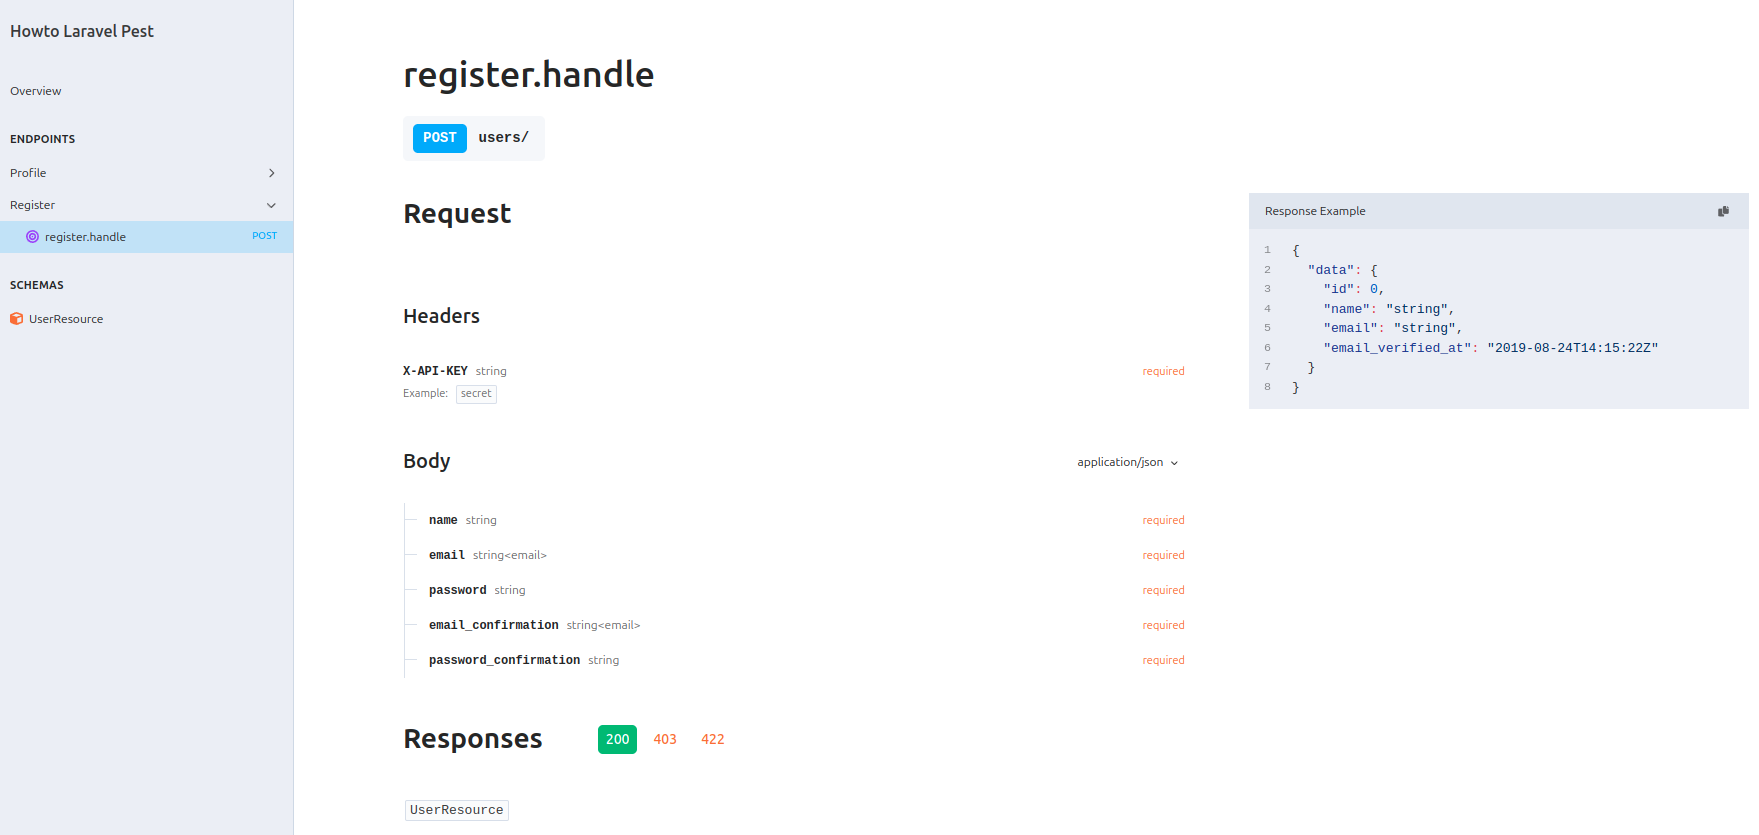 Howto Laravel Pest
Overview
ENDPOINTS
Profile
Register
register.handle POST
SCHEMAS
UserResource
register.handle
POST users/
Request
Headers
X-API-KEY string required
Example: secret
Body application/json
name string required
email string<email> required
password string required
email_confirmation string<email> required
password_confirmation string required
Responses 200 403 422
UserResource
Response Example
1 {
2 "data": {
3 "id": 0,
4 "name": "string",
5 "email": "string",
6 "email_verified_at": "2019-08-24T14:15:22Z"
7 }
8 }